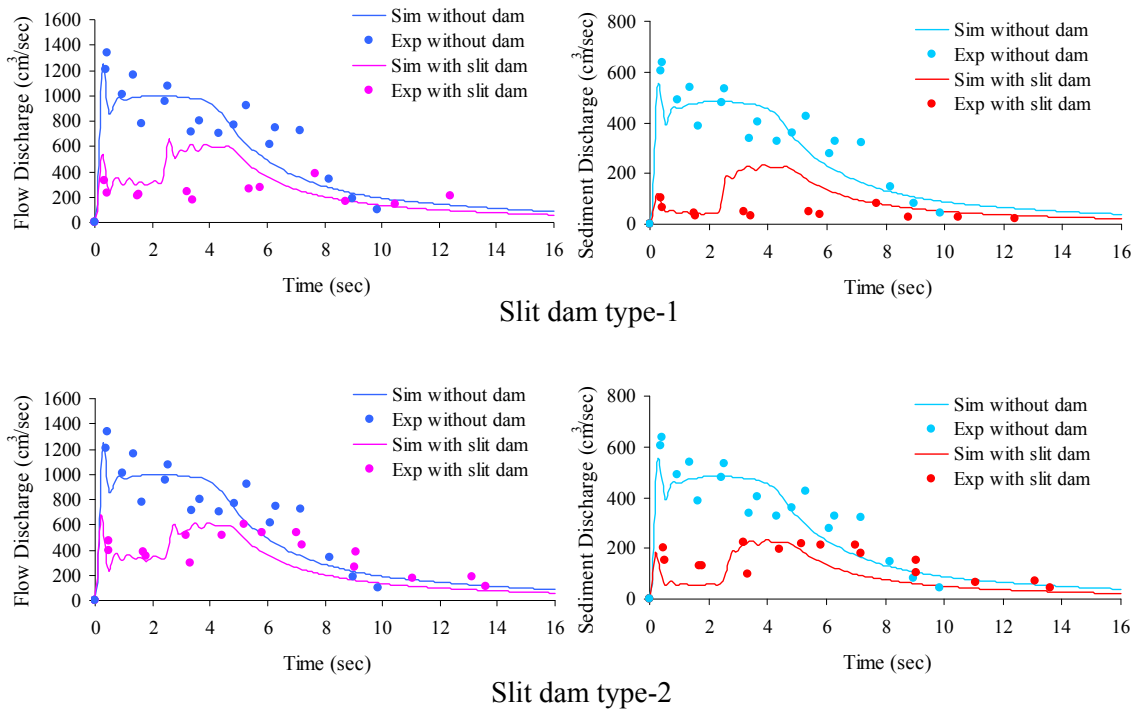 Flow Discharge (cm3/sec)
1600
1400
1200
1000
800
600
400
200
0
0 2 4 6 8 10 12 14 16
Time (sec)
Sim without dam
Exp without dam
Sim with slit dam
Exp with slit dam
Sediment Discharge (cm3/sec)
800
600
400
200
0
0 2 4 6 8 10 12 14 16
Time (sec)
Sim without dam
Exp without dam
Sim with slit dam
Exp with slit dam
Slit dam type-1
Flow Discharge (cm3/sec)
1600
1400
1200
1000
800
600
400
200
0
0 2 4 6 8 10 12 14 16
Time (sec)
Sim without dam
Exp without dam
Sim with slit dam
Exp with slit dam
Sediment Discharge (cm3/sec)
800
600
400
200
0
0 2 4 6 8 10 12 14 16
Time (sec)
Sim without dam
Exp without dam
Sim with slit dam
Exp with slit dam
Slit dam type-2